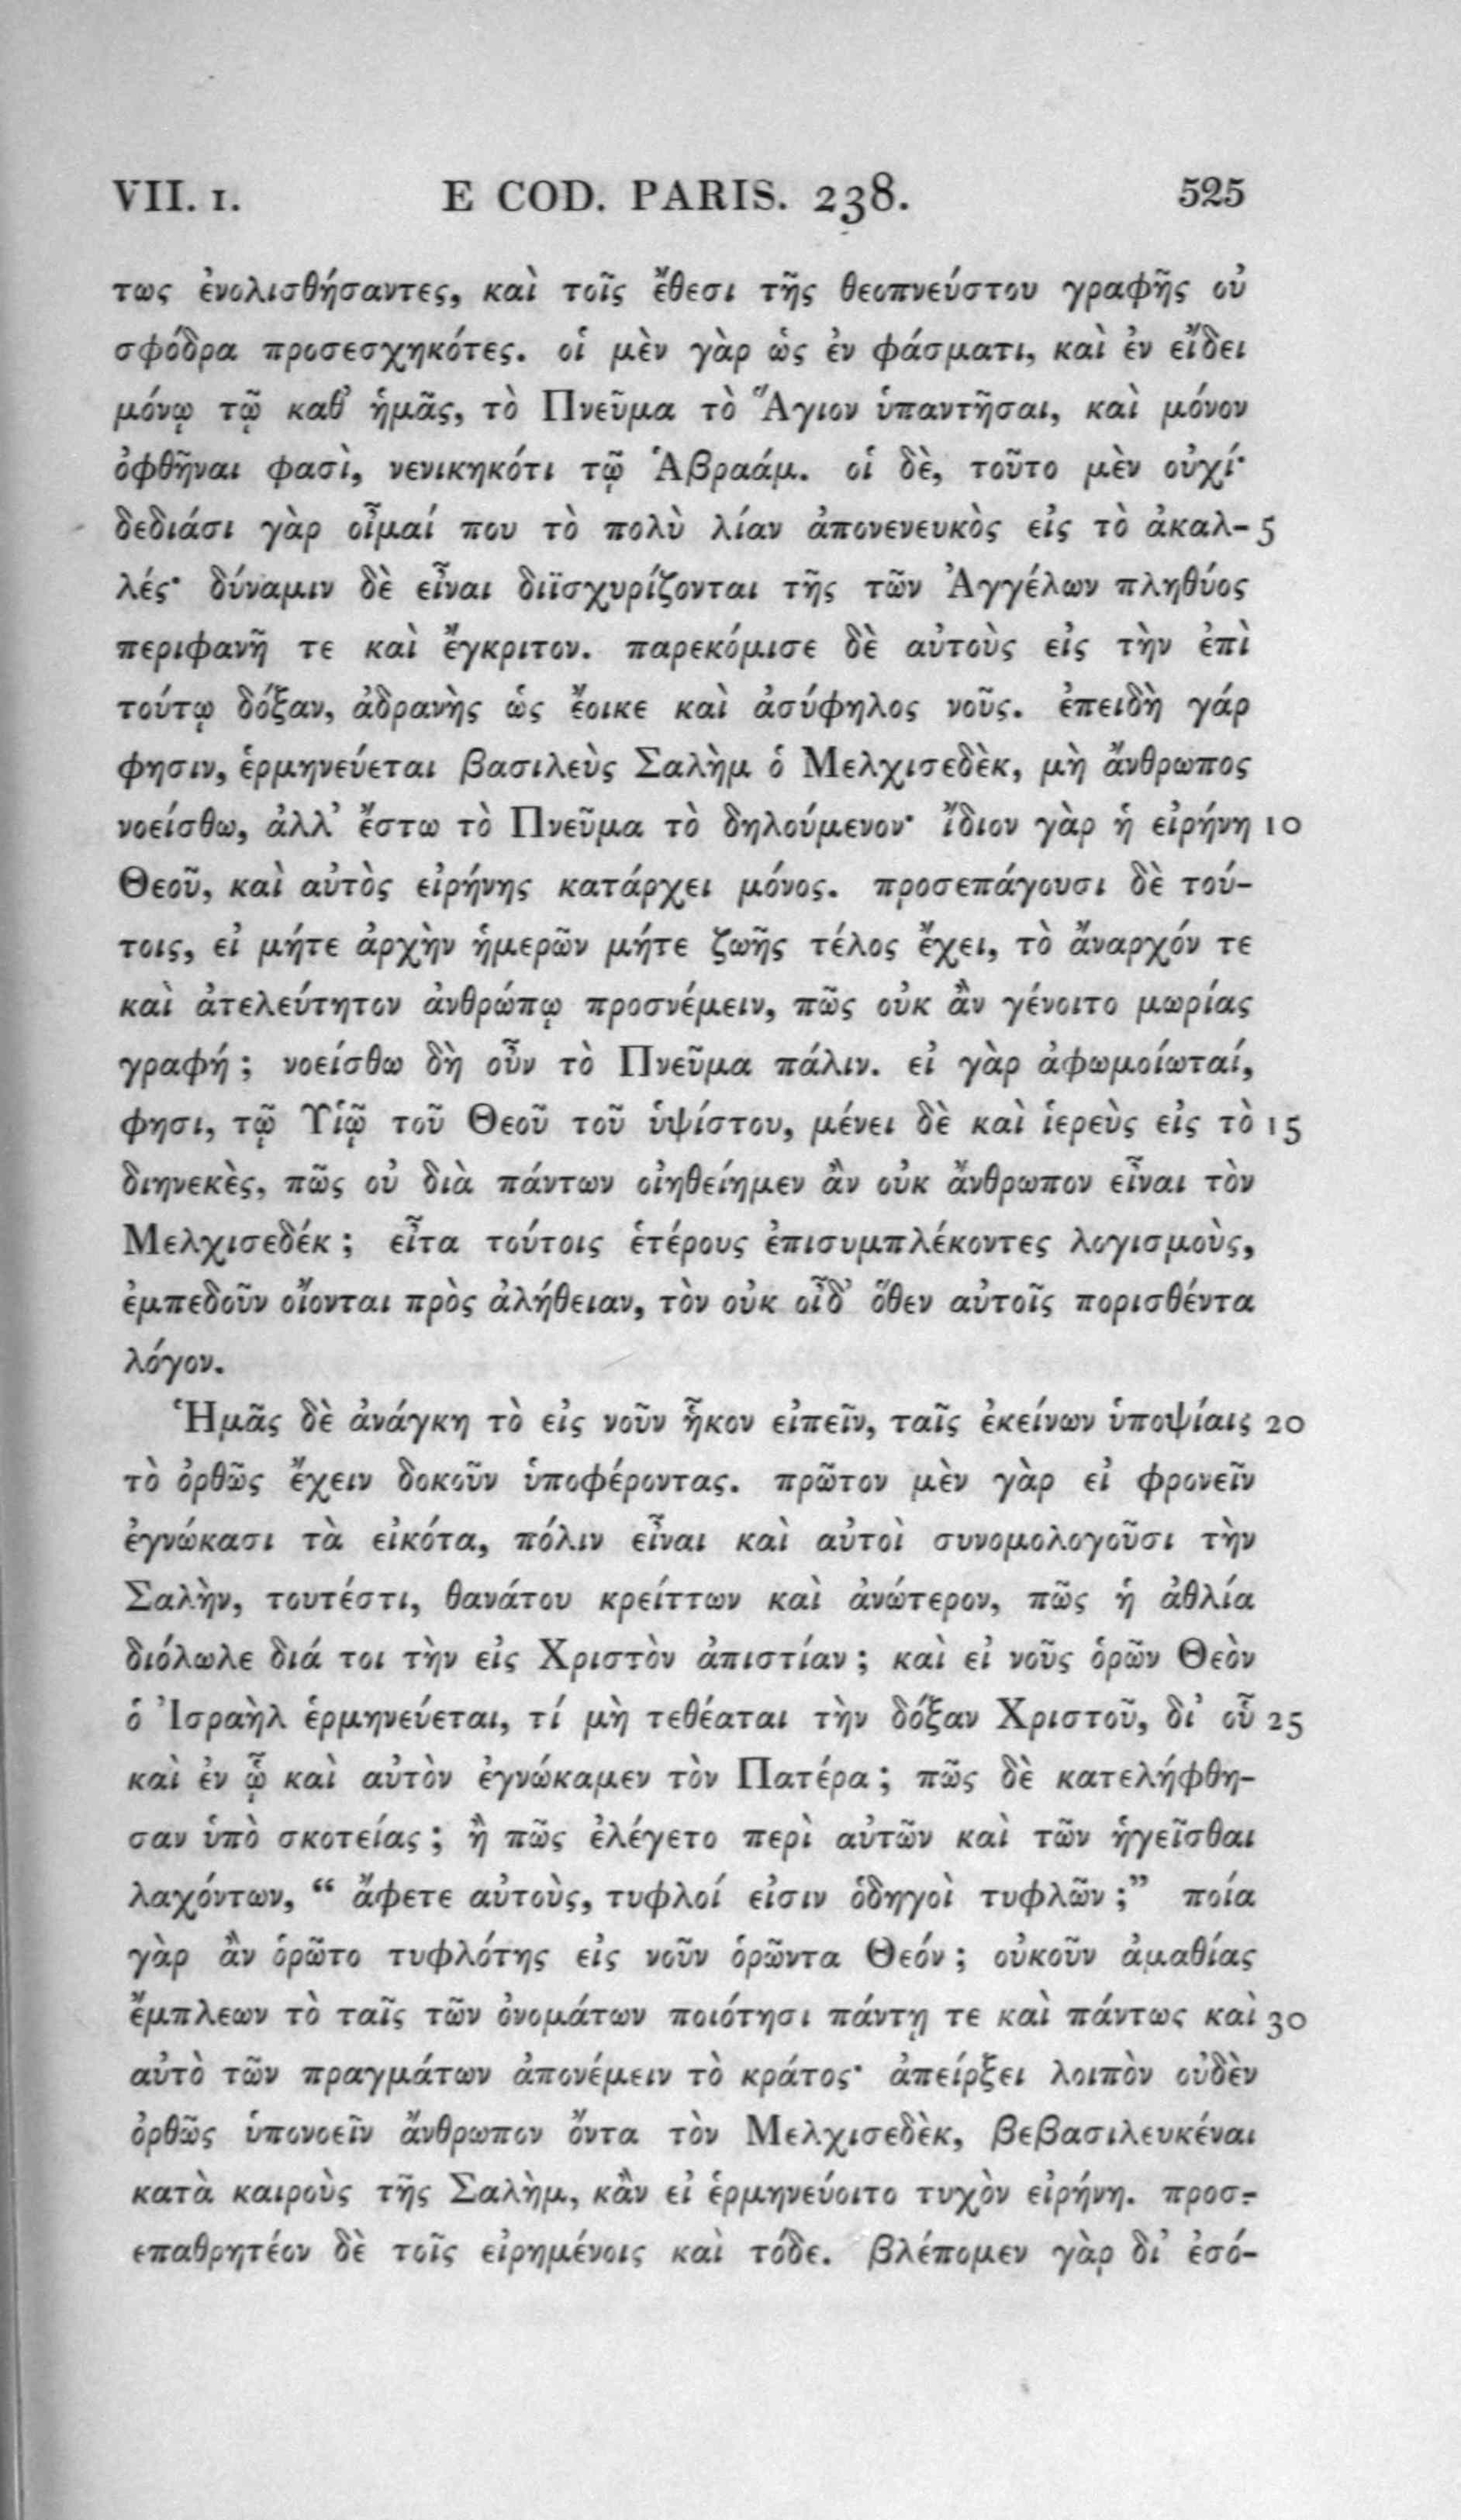 VII. 1. E COD. PARIS. 238. 525
τως ἐνολισθήσαντες, καὶ τοῖς ἔθεσι τῆς θεοπνεύστου γραφῆς οὐ
σφόδρα προσεσχηκότες. οἱ μὲν γὰρ ὡς ἐν φάσματι, καὶ ἐν εἴδει
μόνῳ τῷ καθ’ ἡμᾶς, τὸ Πνεῦμα τὸ Ἅγιον ὑπαντῆσαι, καὶ μόνον
ὀφθῆναι φασὶ, νενικηκότι τῷ Ἀβραάμ. οἱ δὲ, τοῦτο μὲν οὐχί·
δεδιάσι γὰρ οἶμαί που τὸ πολὺ λίαν ἀπονενευκὸς εἰς τὸ ἀκαλ- 5
λές· δύναμιν δὲ εἶναι διϊσχυρίζονται τῆς τῶν Ἀγγέλων πληθύος
περιφανῆ τε καὶ ἔγκριτον. παρεκόμισε δὲ αὐτοὺς εἰς τὴν ἐπὶ
τούτῳ δόξαν, ἀδρανὴς ὡς ἔοικε καὶ ἀσύφηλος νοῦς. ἐπειδὴ γάρ
φησιν, ἑρμηνεύεται βασιλεὺς Σαλὴμ ὁ Μελχισεδὲκ, μὴ ἄνθρωπος
νοείσθω, ἀλλ’ ἔστω τὸ Πνεῦμα τὸ δηλούμενον· ἴδιον γὰρ ἡ εἰρήνη 10
Θεοῦ, καὶ αὐτὸς εἰρήνης κατάρχει μόνος. προσεπάγουσι δὲ τού-
τοις, εἰ μήτε ἀρχὴν ἡμερῶν μήτε ζωῆς τέλος ἔχει, τὸ ἄναρχόν τε
καὶ ἀτελεύτητον ἀνθρώπῳ προσνέμειν, πῶς οὐκ ἂν γένοιτο μωρίας
γραφή; νοείσθω δὴ οὖν τὸ Πνεῦμα πάλιν. εἰ γὰρ ἀφωμοίωταί,
φησι, τῷ Υἱῷ τοῦ Θεοῦ τοῦ ὑψίστου, μένει δὲ καὶ ἱερεὺς εἰς τὸ 15
διηνεκὲς, πῶς οὐ διὰ πάντων οἰηθείημεν ἂν οὐκ ἄνθρωπον εἶναι τὸν
Μελχισεδέκ; εἶτα τούτοις ἑτέρους ἐπισυμπλέκοντες λογισμοὺς,
ἐμπεδοῦν οἴονται πρὸς ἀλήθειαν, τὸν οὐκ οἶδ’ ὅθεν αὐτοῖς πορισθέντα
λόγον.
Ἡμᾶς δὲ ἀνάγκη τὸ εἰς νοῦν ἧκον εἰπεῖν, ταῖς ἐκείνων ὑποψίαις 20
τὸ ὀρθῶς ἔχειν δοκοῦν ὑποφέροντας. πρῶτον μὲν γὰρ εἰ φρονεῖν
ἐγνώκασι τὰ εἰκότα, πόλιν εἶναι καὶ αὐτοὶ συνομολογοῦσι τὴν
Σαλὴν, τουτέστι, θανάτου κρείττων καὶ ἀνώτερον, πῶς ἡ ἀθλία
διόλωλε διά τοι τὴν εἰς Χριστὸν ἀπιστίαν; καὶ εἰ νοῦς ὁρῶν Θεὸν
ὁ Ἰσραὴλ ἑρμηνεύεται, τί μὴ τεθέαται τὴν δόξαν Χριστοῦ, δι’ οὗ 25
καὶ ἐν ᾧ καὶ αὐτὸν ἐγνώκαμεν τὸν Πατέρα; πῶς δὲ κατελήφθη-
σαν ὑπὸ σκοτείας; ἢ πῶς ἐλέγετο περὶ αὐτῶν καὶ τῶν ἡγεῖσθαι
λαχόντων, “ ἄφετε αὐτοὺς, τυφλοί εἰσιν ὁδηγοὶ τυφλῶν;” ποία
γὰρ ἂν ὁρῶτο τυφλότης εἰς νοῦν ὁρῶντα Θεόν; οὐκοῦν ἀμαθίας
ἔμπλεων τὸ ταῖς τῶν ὀνομάτων ποιότησι πάντῃ τε καὶ πάντως καὶ 30
αὐτὸ τῶν πραγμάτων ἀπονέμειν τὸ κράτος· ἀπείρξει λοιπὸν οὐδὲν
ὀρθῶς ὑπονοεῖν ἄνθρωπον ὄντα τὸν Μελχισεδὲκ, βεβασιλευκέναι
κατὰ καιροὺς τῆς Σαλὴμ, κἂν εἰ ἑρμηνεύοιτο τυχὸν εἰρήνη. προσ-
επαθρητέον δὲ τοῖς εἰρημένοις καὶ τόδε. βλέπομεν γὰρ δι’ ἐσό-